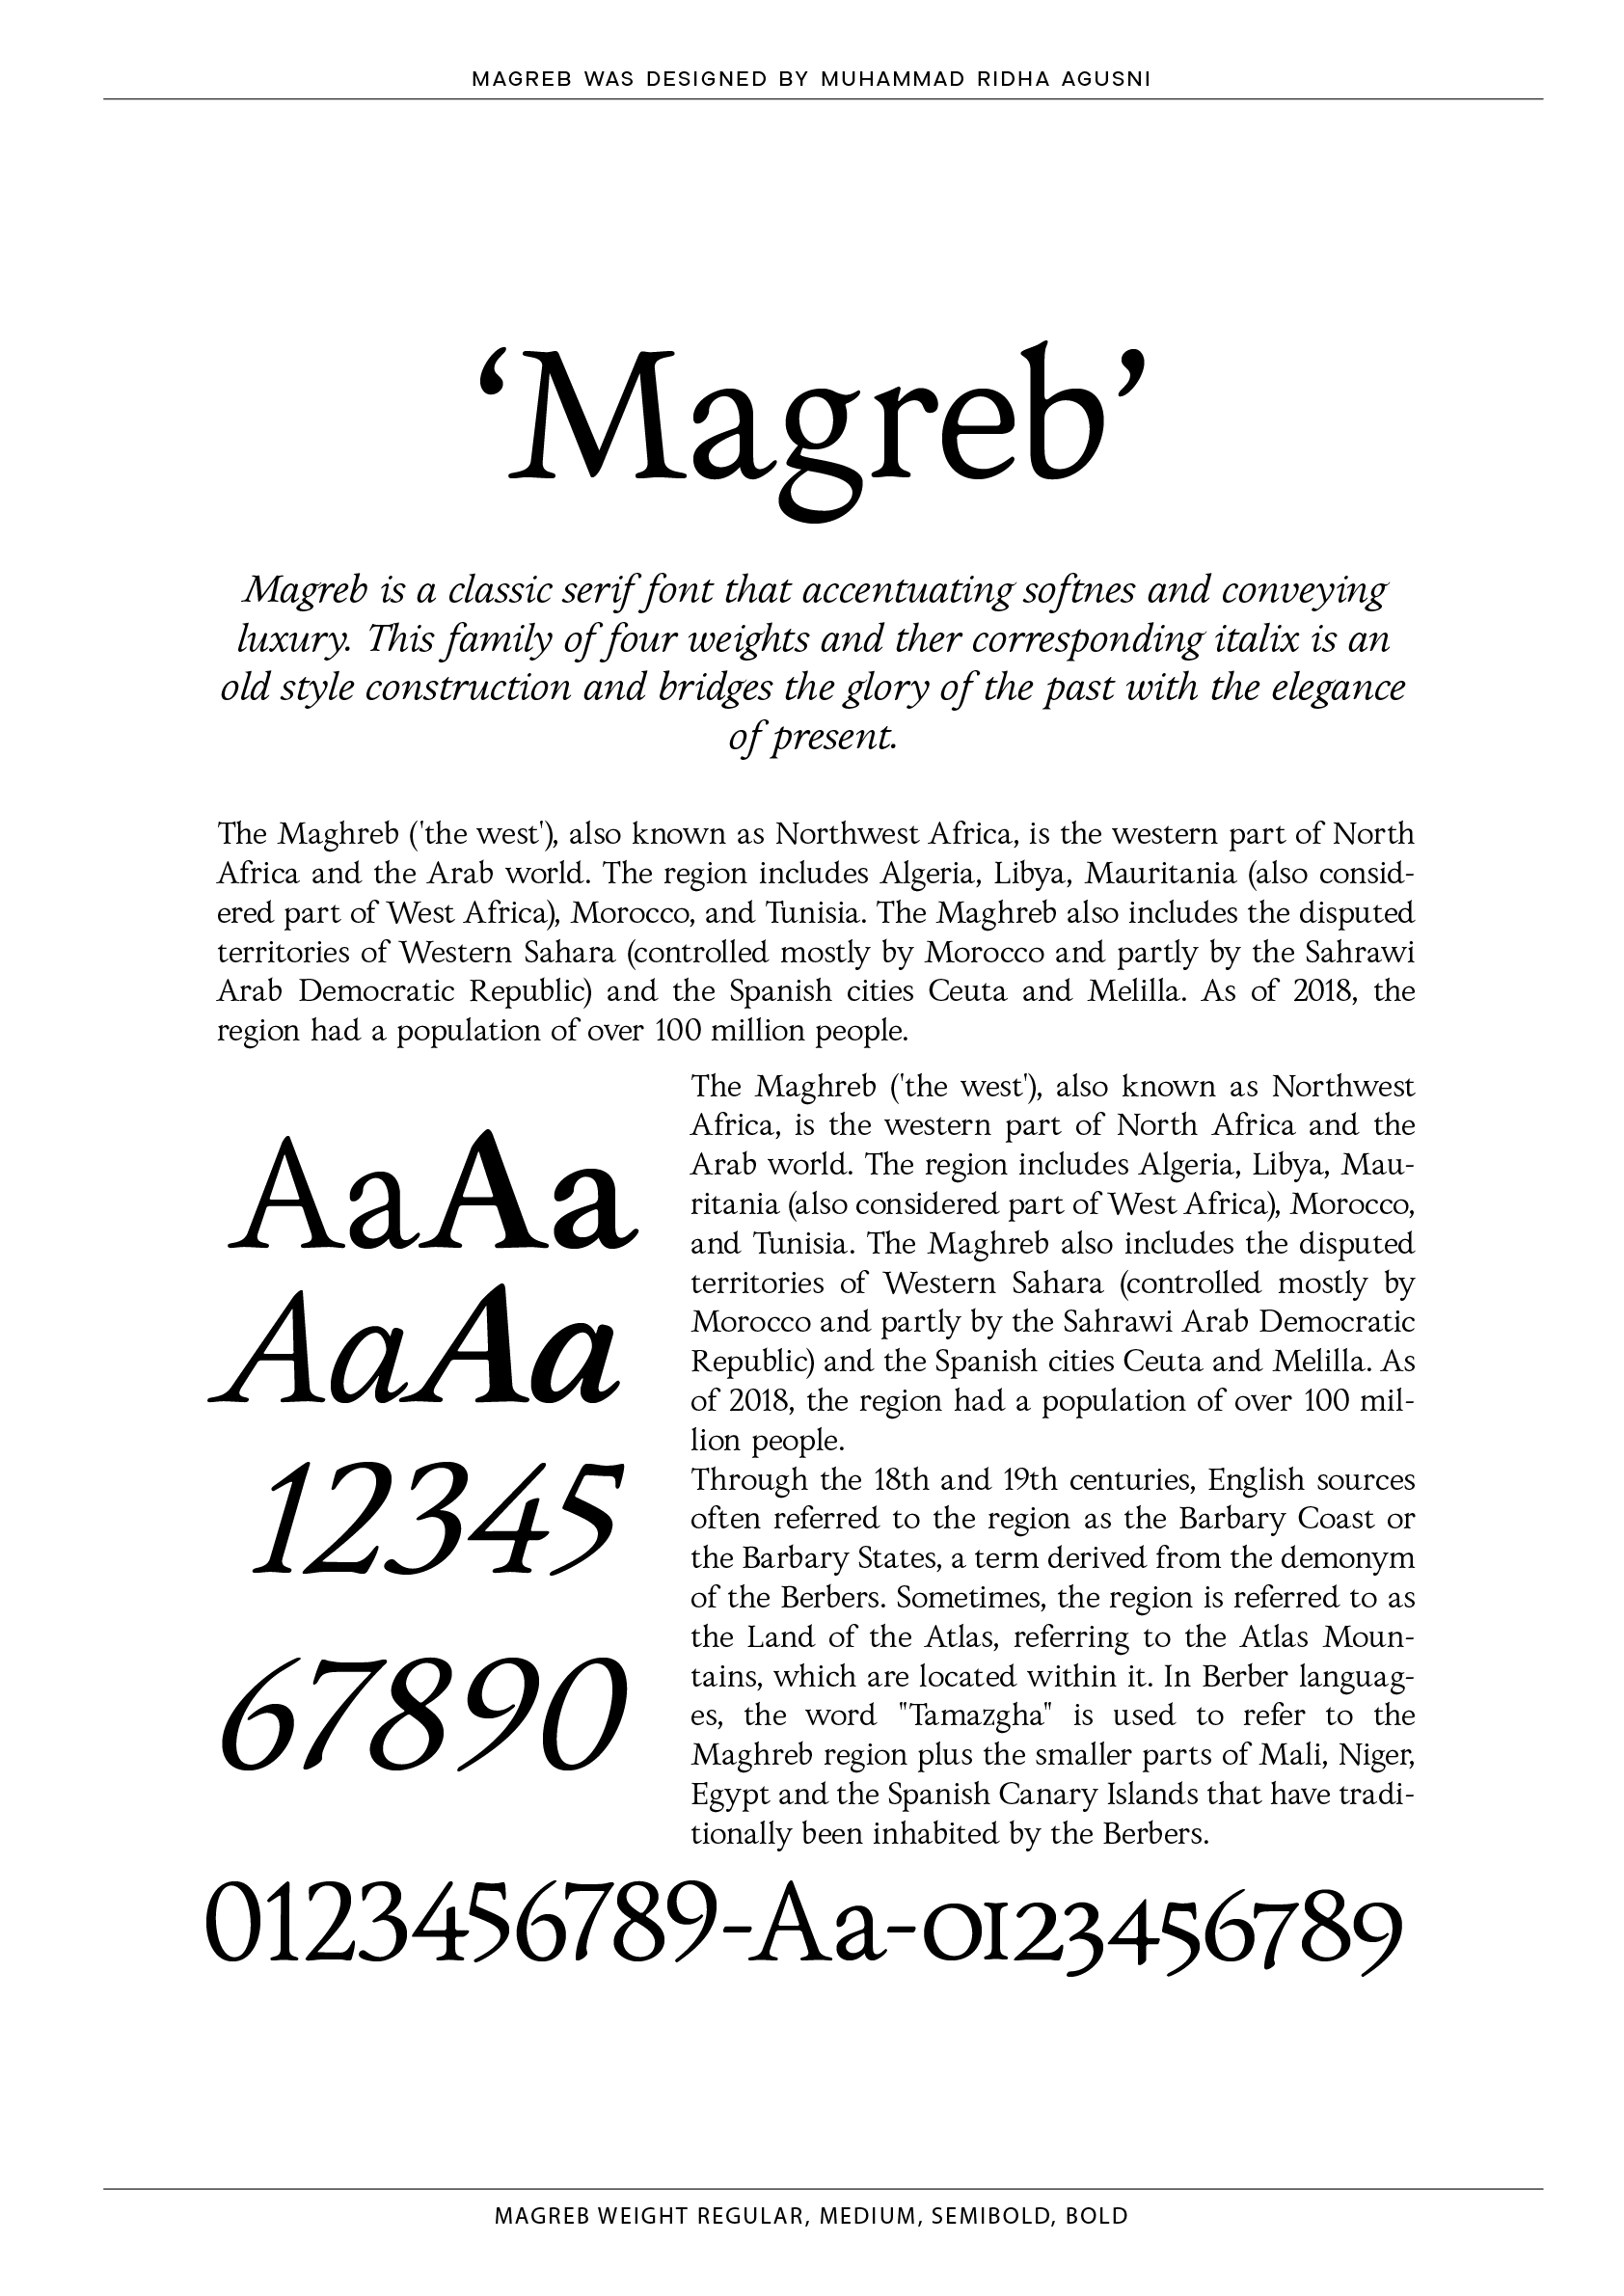 MAGREB WAS DESIGNED BY MUHAMMAD RIDHA AGUSNI
‘Magreb’
Magreb is a classic serif font that accentuating softnes and conveying
luxury. This family of four weights and ther corresponding italix is an
old style construction and bridges the glory of the past with the elegance
of present.
The Maghreb ('the west'), also known as Northwest Africa, is the western part of North
Africa and the Arab world. The region includes Algeria, Libya, Mauritania (also consid-
ered part of West Africa), Morocco, and Tunisia. The Maghreb also includes the disputed
territories of Western Sahara (controlled mostly by Morocco and partly by the Sahrawi
Arab Democratic Republic) and the Spanish cities Ceuta and Melilla. As of 2018, the
region had a population of over 100 million people.
AaAa
AaAa
12345
67890
The Maghreb ('the west'), also known as Northwest
Africa, is the western part of North Africa and the
Arab world. The region includes Algeria, Libya, Mau-
ritania (also considered part of West Africa), Morocco,
and Tunisia. The Maghreb also includes the disputed
territories of Western Sahara (controlled mostly by
Morocco and partly by the Sahrawi Arab Democratic
Republic) and the Spanish cities Ceuta and Melilla. As
of 2018, the region had a population of over 100 mil-
lion people.
Through the 18th and 19th centuries, English sources
often referred to the region as the Barbary Coast or
the Barbary States, a term derived from the demonym
of the Berbers. Sometimes, the region is referred to as
the Land of the Atlas, referring to the Atlas Moun-
tains, which are located within it. In Berber languag-
es, the word "Tamazgha" is used to refer to the
Maghreb region plus the smaller parts of Mali, Niger,
Egypt and the Spanish Canary Islands that have tradi-
tionally been inhabited by the Berbers.
0123456789-Aa-0123456789
MAGREB WEIGHT REGULAR, MEDIUM, SEMIBOLD, BOLD